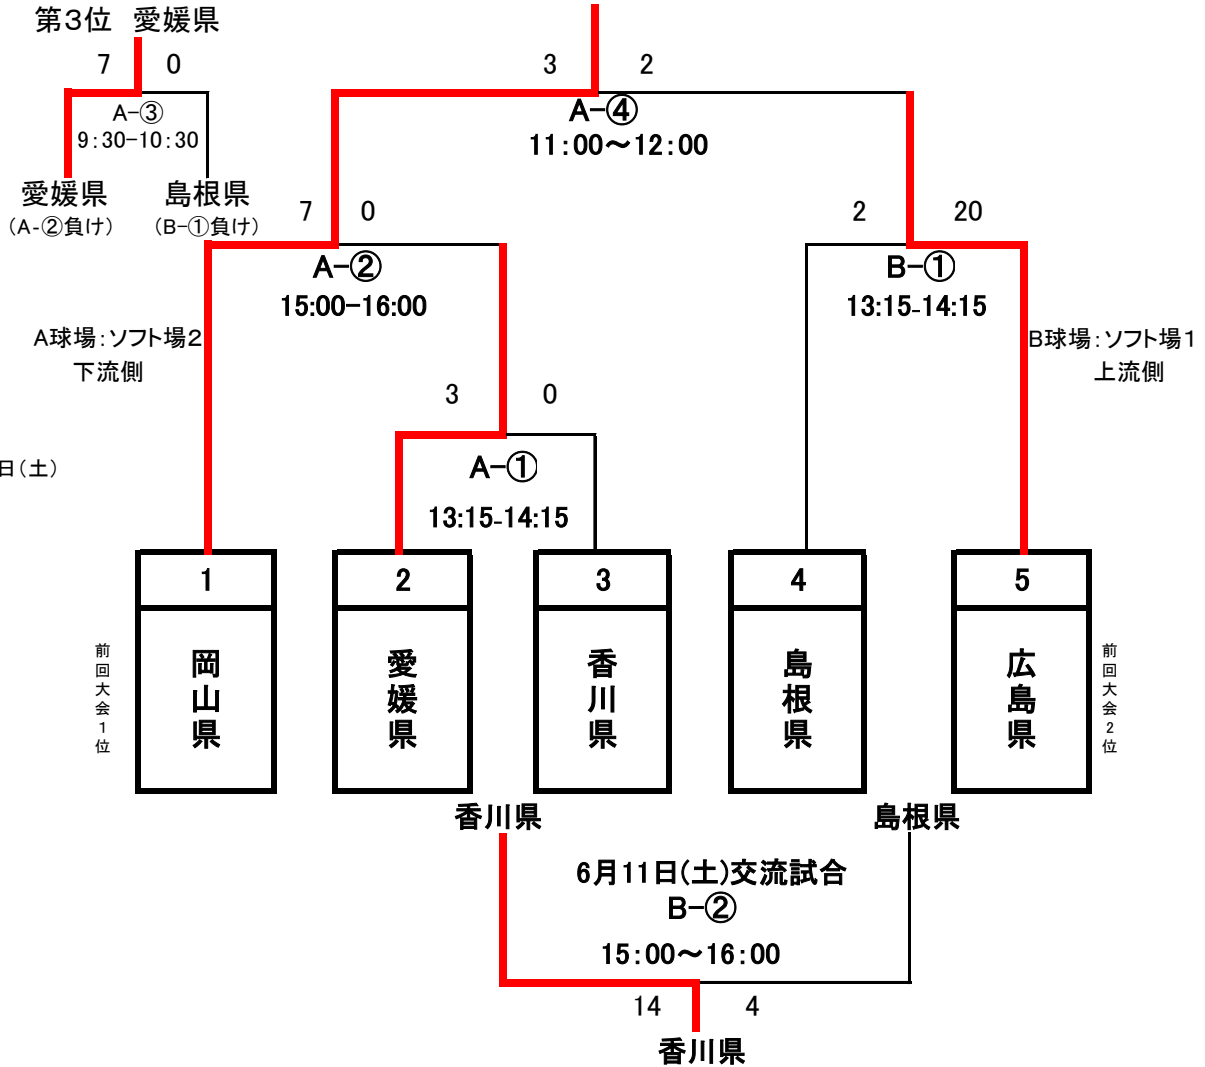 第３位　愛媛県
7　0
3　2
A-③
9:30-10:30
A-④
11:00～12:00
愛媛県　島根県
(A-②負け)　(B-①負け)
7　0
2　20
A-②
15:00-16:00
B-①
13:15-14:15
A球場:ソフト場2
下流側
B球場:ソフト場1
上流側
3　0
日(土)
A-①
13:15-14:15
1　2　3　4　5
前回大会1位
岡山県
愛媛県
香川県
島根県
広島県
前回大会2位
香川県　島根県
6月11日(土)交流試合
B-②
15:00～16:00
14　4
香川県